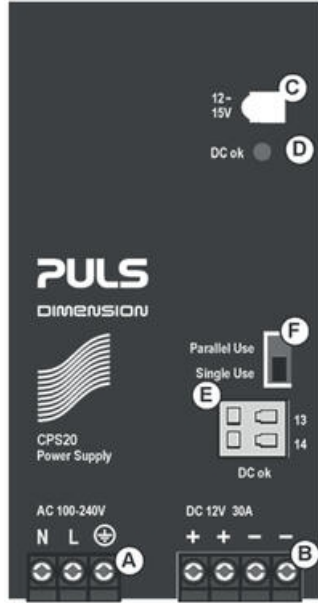 C
12–
15V
DC ok D
PULS
DIMENSION
F
Parallel Use
Single Use
E
13
14
CPS20
Power Supply
DC ok
AC 100-240V DC 12V 30A
N L + + – –
A B